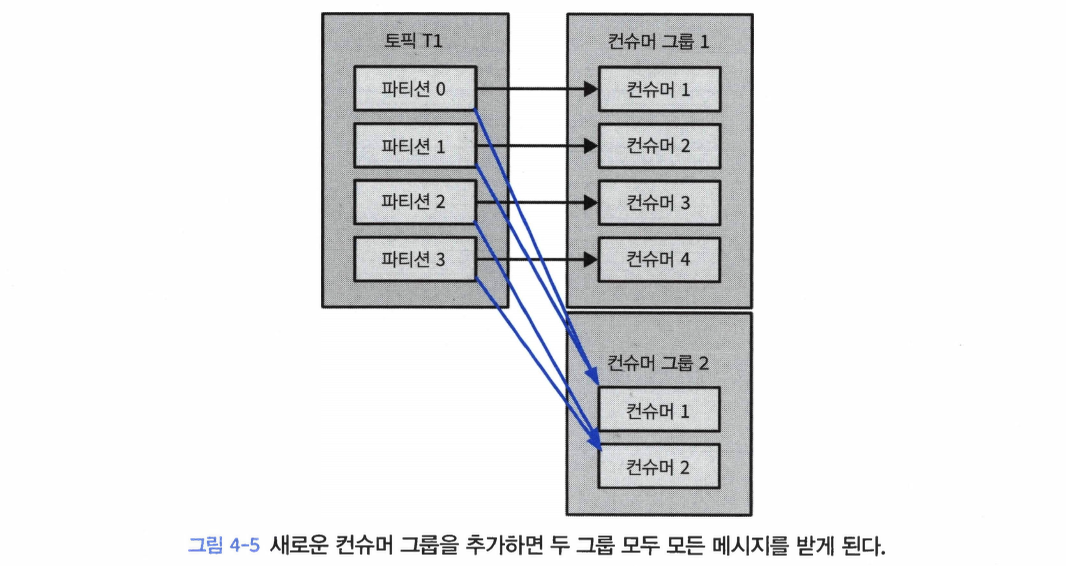 토픽 T1
파티션 0
파티션 1
파티션 2
파티션 3
컨슈머 그룹 1
컨슈머 1
컨슈머 2
컨슈머 3
컨슈머 4
컨슈머 그룹 2
컨슈머 1
컨슈머 2
그림 4-5 새로운 컨슈머 그룹을 추가하면 두 그룹 모두 모든 메시지를 받게 된다.